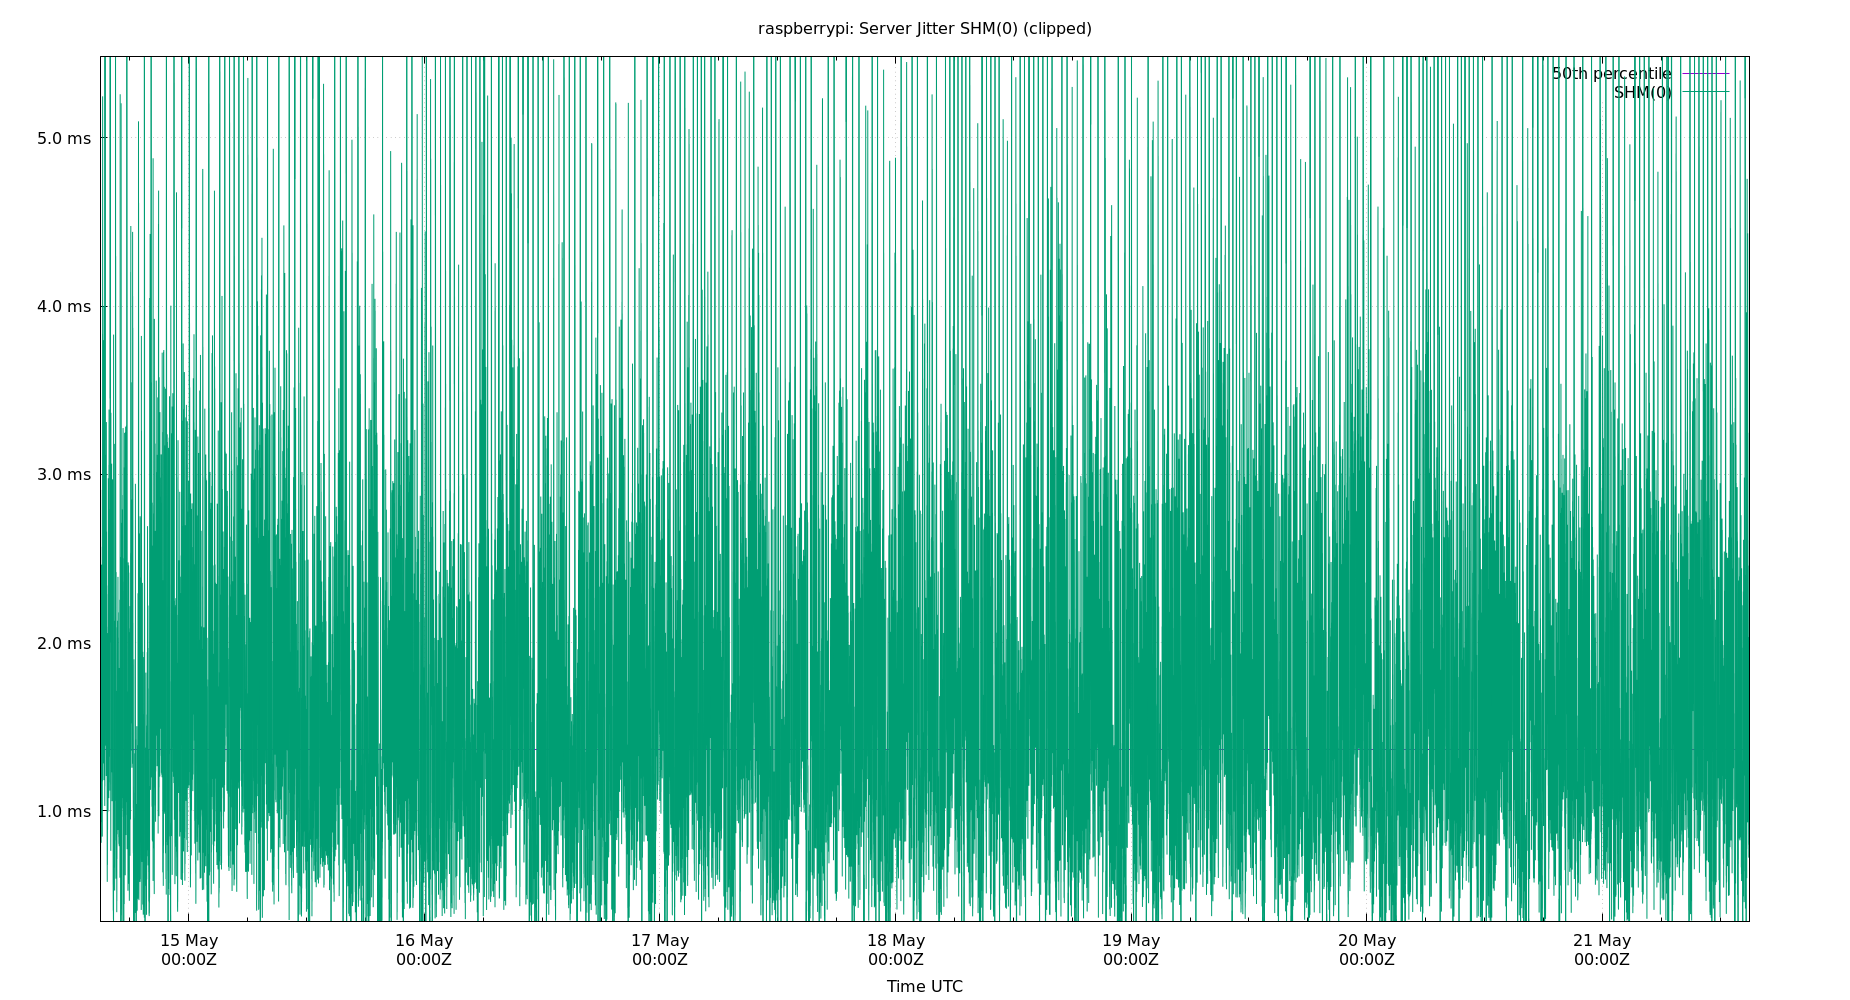 raspberrypi: Server Jitter SHM(0) (clipped)
50th percentile
SHM(0)
5.0 ms
4.0 ms
3.0 ms
2.0 ms
1.0 ms
15 May 16 May 17 May 18 May 19 May 20 May 21 May
00:00Z 00:00Z 00:00Z 00:00Z 00:00Z 00:00Z 00:00Z
Time UTC